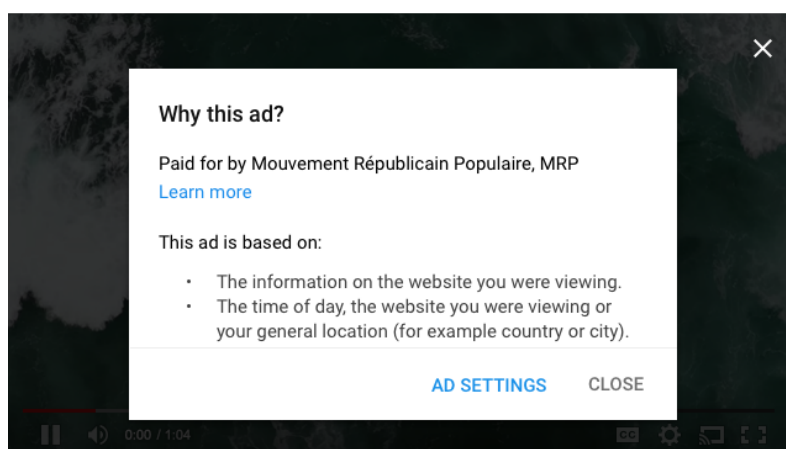 Why this ad?
Paid for by Mouvement Républicain Populaire, MRP
Learn more
This ad is based on:
· The information on the website you were viewing.
· The time of day, the website you were viewing or
your general location (for example country or city).
AD SETTINGS CLOSE
0:00 / 1:04 CC